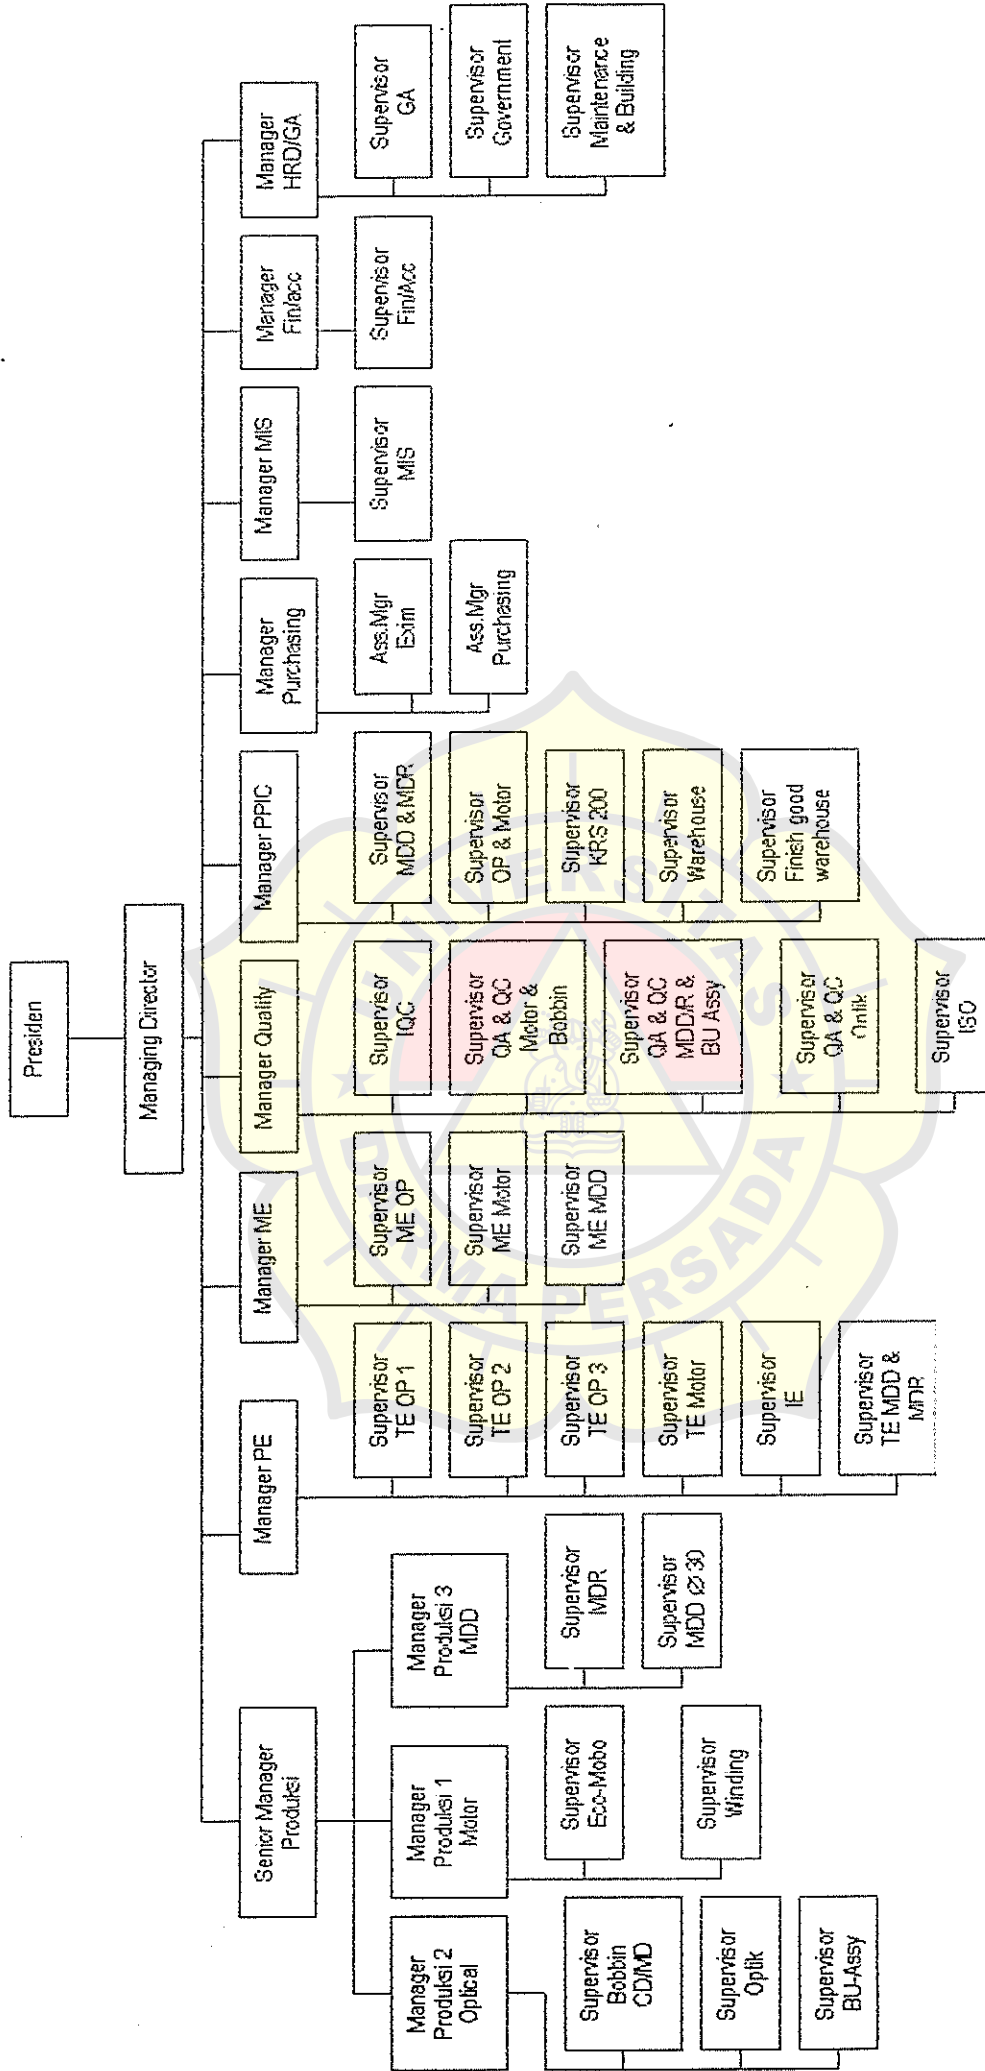 Presiden
Managing Director
Senior Manager
Produksi
Manager PE
Manager ME
Manager Quality
Manager PPIC
Manager
Purchasing
Manager MIS
Manager
Fin/acc
Manager
HRD/GA
Manager
Produksi 2
Optical
Manager
Produksi 1
Motor
Manager
Produksi 3
MDD
Supervisor
Bobbin
CD/MD
Supervisor
Optik
Supervisor
BU-Assy
Supervisor
Eco-Mobo
Supervisor
Winding
Supervisor
MDR
Supervisor
MDD Ø 30
Supervisor
TE OP 1
Supervisor
TE OP 2
Supervisor
TE OP 3
Supervisor
TE Motor
Supervisor
IE
Supervisor
TE MDD &
MDR
Supervisor
ME OP
Supervisor
ME Motor
Supervisor
ME MDD
Supervisor
IQC
Supervisor
QA & QC
Motor &
Bobbin
Supervisor
QA & QC
MDD/R &
BU Assy
Supervisor
QA & QC
Optik
Supervisor
ISO
Supervisor
MDD & MDR
Supervisor
OP & Motor
Supervisor
KRS 200
Supervisor
Warehouse
Supervisor
Finish good
warehouse
Ass.Mgr
Exim
Ass.Mgr
Purchasing
Supervisor
MIS
Supervisor
Fin/Acc
Supervisor
GA
Supervisor
Government
Supervisor
Maintenance
& Building
UNIVERSITAS
DARMA PERSADA